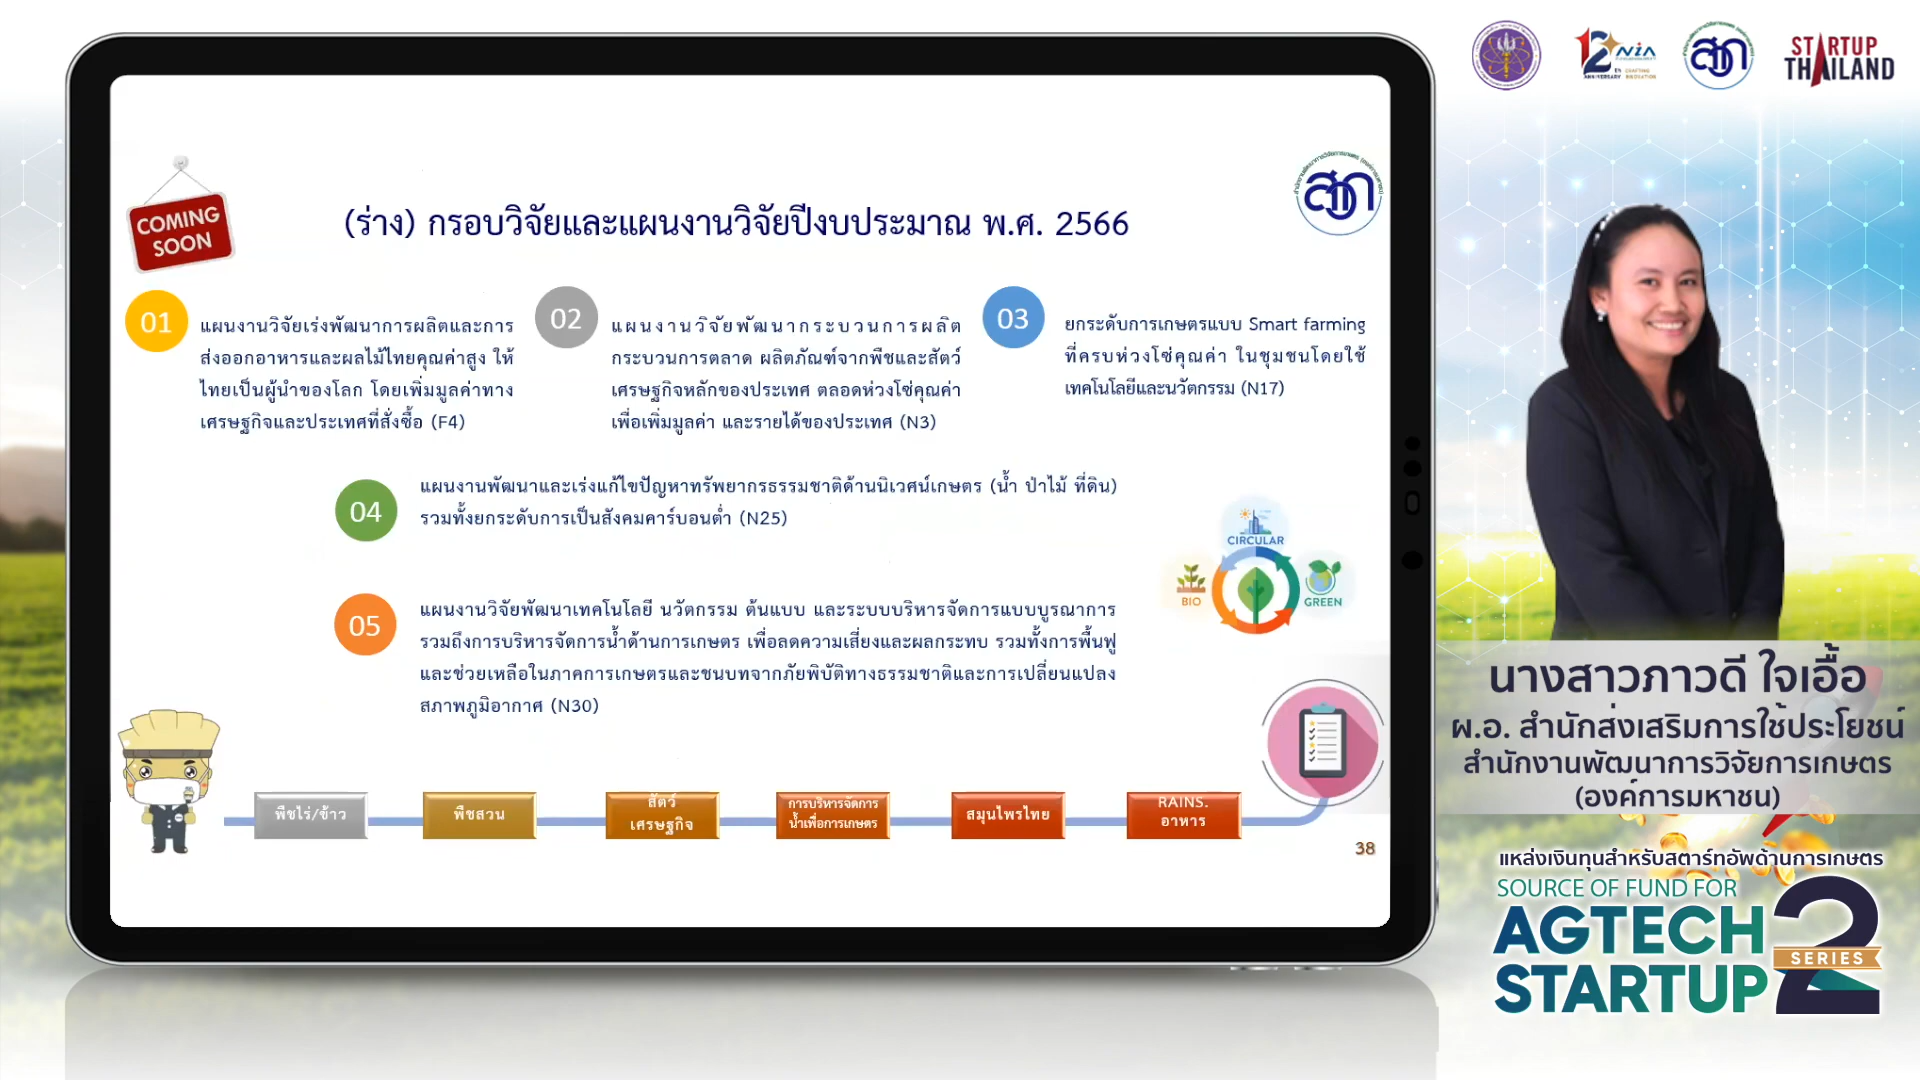 12 NIA
TH ANNIVERSARY CRAFTING INNOVATION
สวก
STARTUP
THAILAND
COMING
SOON
(ร่าง) กรอบวิจัยและแผนงานวิจัยปีงบประมาณ พ.ศ. 2566
สวก
01
แผนงานวิจัยเร่งพัฒนาการผลิตและการ
ส่งออกอาหารและผลไม้ไทยคุณค่าสูง ให้
ไทยเป็นผู้นำของโลก โดยเพิ่มมูลค่าทาง
เศรษฐกิจและประเทศที่สั่งซื้อ (F4)
02
แผนงานวิจัยพัฒนากระบวนการผลิต
กระบวนการตลาด ผลิตภัณฑ์จากพืชและสัตว์
เศรษฐกิจหลักของประเทศ ตลอดห่วงโซ่คุณค่า
เพื่อเพิ่มมูลค่า และรายได้ของประเทศ (N3)
03
ยกระดับการเกษตรแบบ Smart farming
ที่ครบห่วงโซ่คุณค่า ในชุมชนโดยใช้
เทคโนโลยีและนวัตกรรม (N17)
04
แผนงานพัฒนาและเร่งแก้ไขปัญหาทรัพยากรธรรมชาติด้านนิเวศน์เกษตร (น้ำ ป่าไม้ ที่ดิน)
รวมทั้งยกระดับการเป็นสังคมคาร์บอนต่ำ (N25)
CIRCULAR
BIO
GREEN
05
แผนงานวิจัยพัฒนาเทคโนโลยี นวัตกรรม ต้นแบบ และระบบบริหารจัดการแบบบูรณาการ
รวมถึงการบริหารจัดการน้ำด้านการเกษตร เพื่อลดความเสี่ยงและผลกระทบ รวมทั้งการฟื้นฟู
และช่วยเหลือในภาคการเกษตรและชนบทจากภัยพิบัติทางธรรมชาติและการเปลี่ยนแปลง
สภาพภูมิอากาศ (N30)
พืชไร่/ข้าว
พืชสวน
สัตว์
เศรษฐกิจ
การบริหารจัดการ
น้ำเพื่อการเกษตร
สมุนไพรไทย
RAINS.
อาหาร
38
นางสาวภาวดี ใจเอื้อ
ผ.อ. สำนักส่งเสริมการใช้ประโยชน์
สำนักงานพัฒนาการวิจัยการเกษตร
(องค์การมหาชน)
แหล่งเงินทุนสำหรับสตาร์ทอัพด้านการเกษตร
SOURCE OF FUND FOR
AGTECH
STARTUP
2
SERIES